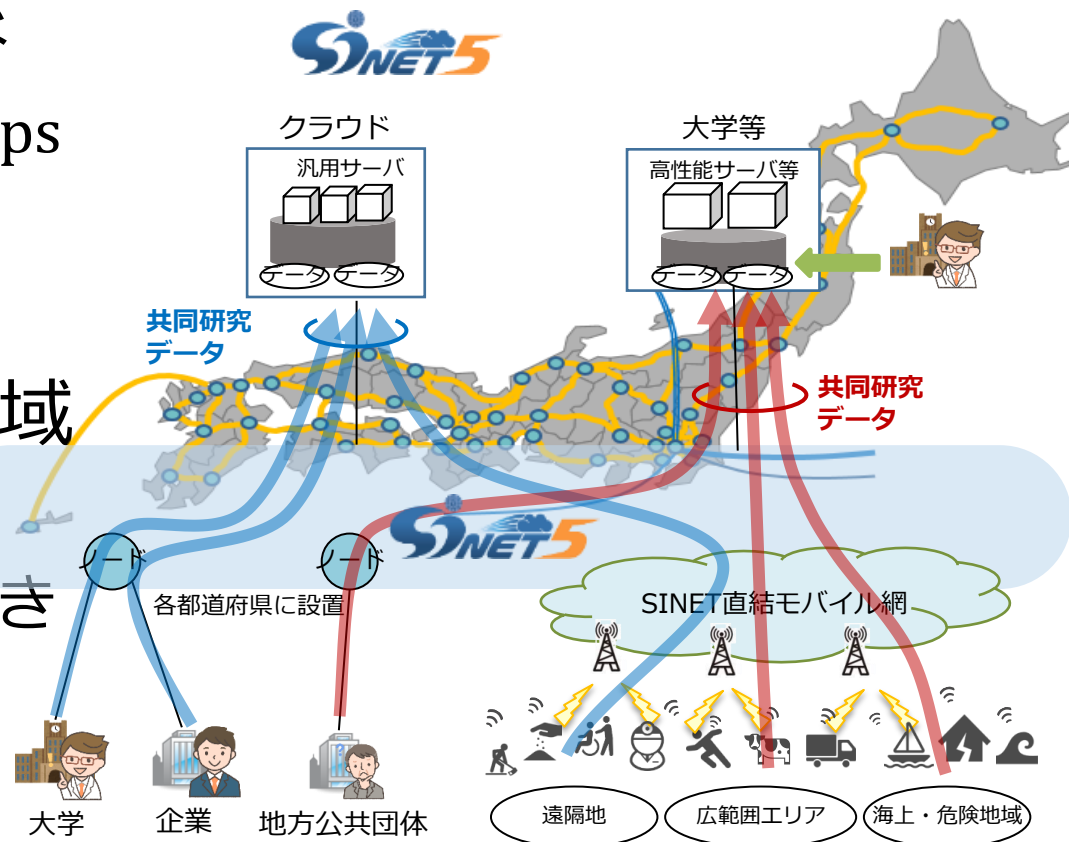 SINET5
ps
クラウド
大学等
汎用サーバ
高性能サーバ等
データ
データ
データ
データ
共同研究
データ
共同研究
データ
域
SINET5
ノード
ノード
き
各都道府県に設置
SINET直結モバイル網
遠隔地
広範囲エリア
海上・危険地域
大学
企業
地方公共団体